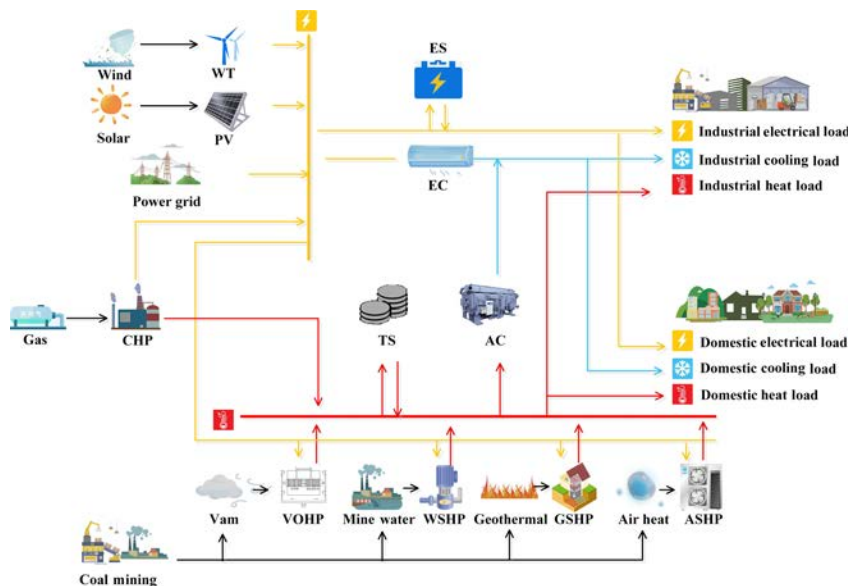 ES
Wind
WT
Solar
PV
Industrial electrical load
EC
Industrial cooling load
Industrial heat load
Power grid
Gas
CHP
TS
AC
Domestic electrical load
Domestic cooling load
Domestic heat load
Vam
VOHP
Mine water
WSHP
Geothermal
GSHP
Air heat
ASHP
Coal mining